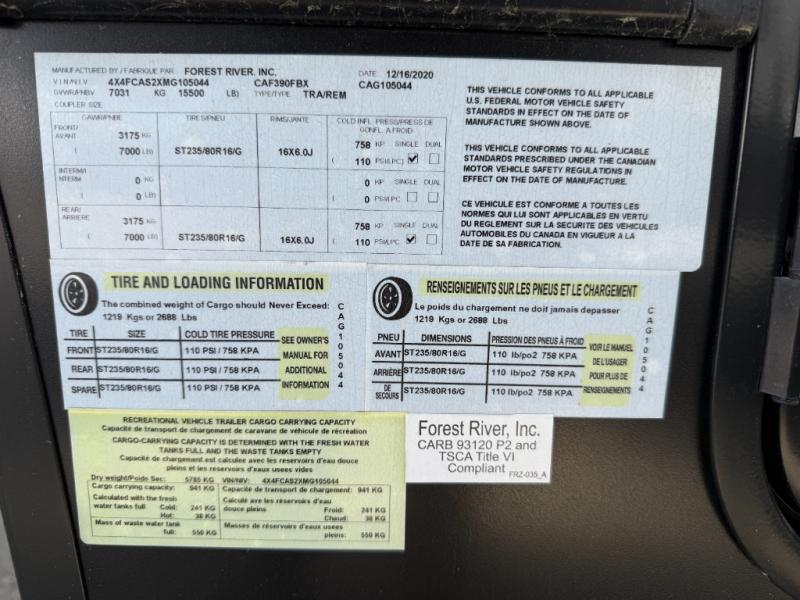 MANUFACTURED BY / FABRIQUE PAR FOREST RIVER, INC. DATE 12/16/2020
VIN/NIV 4X4FCAS2XMG105044 CAF390FBX CAG105044
GVWR/PNBV 7031 KG 15500 LB) TYPE/TYPE TRA/REM
COUPLER SIZE
GAWR/PNBE TIRES/PNEU RIMS/JANTE COLD INFL. PRESS/PRESS DE GONFL. A FROID
FRONT/AVANT 3175 KG 758 KP SINGLE DUAL
( 7000 LB) ST235/80R16/G 16X6.0J ( 110 PSI/LPC)
INTERM/INTERM 0 KG 0 KP SINGLE DUAL
( 0 LB) ( 0 PSI/LPC
REAR/ARRIERE 3175 KG 758 KP SINGLE DUAL
( 7000 LB) ST235/80R16/G 16X6.0J ( 110 PSI/LPC
THIS VEHICLE CONFORMS TO ALL APPLICABLE
U.S. FEDERAL MOTOR VEHICLE SAFETY
STANDARDS IN EFFECT ON THE DATE OF
MANUFACTURE SHOWN ABOVE.
THIS VEHICLE CONFORMS TO ALL APPLICABLE
STANDARDS PRESCRIBED UNDER THE CANADIAN
MOTOR VEHICLE SAFETY REGULATIONS IN
EFFECT ON THE DATE OF MANUFACTURE.
CE VEHICULE EST CONFORME A TOUTES LES
NORMES QUI LUI SONT APPLICABLES EN VERTU
DU REGLEMENT SUR LA SECURITE DES VEHICULES
AUTOMOBILES DU CANADA EN VIGUEUR A LA
DATE DE SA FABRICATION.
TIRE AND LOADING INFORMATION
The combined weight of Cargo should Never Exceed:
1219 Kgs or 2688 Lbs
TIRE SIZE COLD TIRE PRESSURE
FRONT ST235/80R16/G 110 PSI / 758 KPA
REAR ST235/80R16/G 110 PSI / 758 KPA
SPARE ST235/80R16/G 110 PSI / 758 KPA
SEE OWNER'S
MANUAL FOR
ADDITIONAL
INFORMATION
CAG105044
RENSEIGNEMENTS SUR LES PNEUS ET LE CHARGEMENT
Le poids du chargement ne doit jamais depasser
1219 Kgs or 2688 Lbs
PNEU DIMENSIONS PRESSION DES PNEUS À FROID
AVANT ST235/80R16/G 110 lb/po2 758 KPA
ARRIÈRE ST235/80R16/G 110 lb/po2 758 KPA
DE SECOURS ST235/80R16/G 110 lb/po2 758 KPA
VOIR LE MANUEL
DE L'USAGER
POUR PLUS DE
RENSEIGNEMENTS
CAG105044
RECREATIONAL VEHICLE TRAILER CARGO CARRYING CAPACITY
Capacité de transport de chargement de caravane de véhicule de récréation
CARGO-CARRYING CAPACITY IS DETERMINED WITH THE FRESH WATER
TANKS FULL AND THE WASTE TANKS EMPTY
Capacité de chargement est calculee avec les reservoirs d'eau douce
pleins et les reservoirs d'eaux usees vides
Dry weight/Poids Sec: 5785 KG VIN/NIV: 4X4FCAS2XMG105044
Cargo carrying capacity: 941 KG Capacite de transport de chargement: 941 KG
Calculated with the fresh Calculé ave les réservoirs d'eau
water tanks full: Cold: 241 KG douce pleins Froid: 241 KG
Hot: 38 KG Chaud: 38 KG
Mass of waste water tank Masses de réservoirs d'eaux usees
full: 550 KG pleins: 550 KG
Forest River, Inc.
CARB 93120 P2 and
TSCA Title VI
Compliant
FRZ-035_A